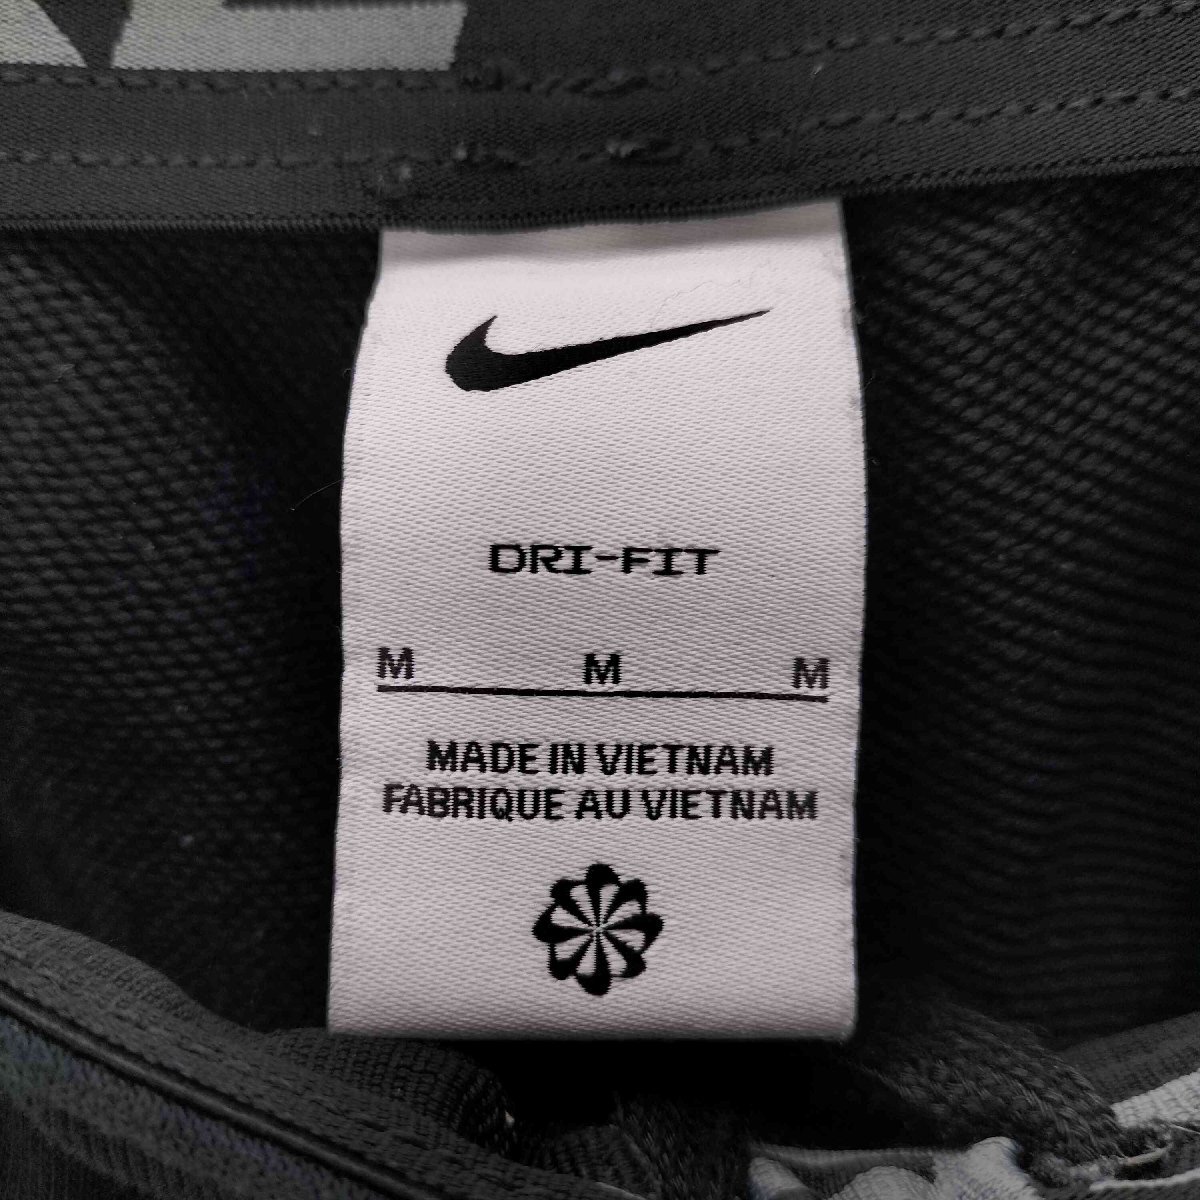 DRI-FIT
M M M
MADE IN VIETNAM
FABRIQUE AU VIETNAM